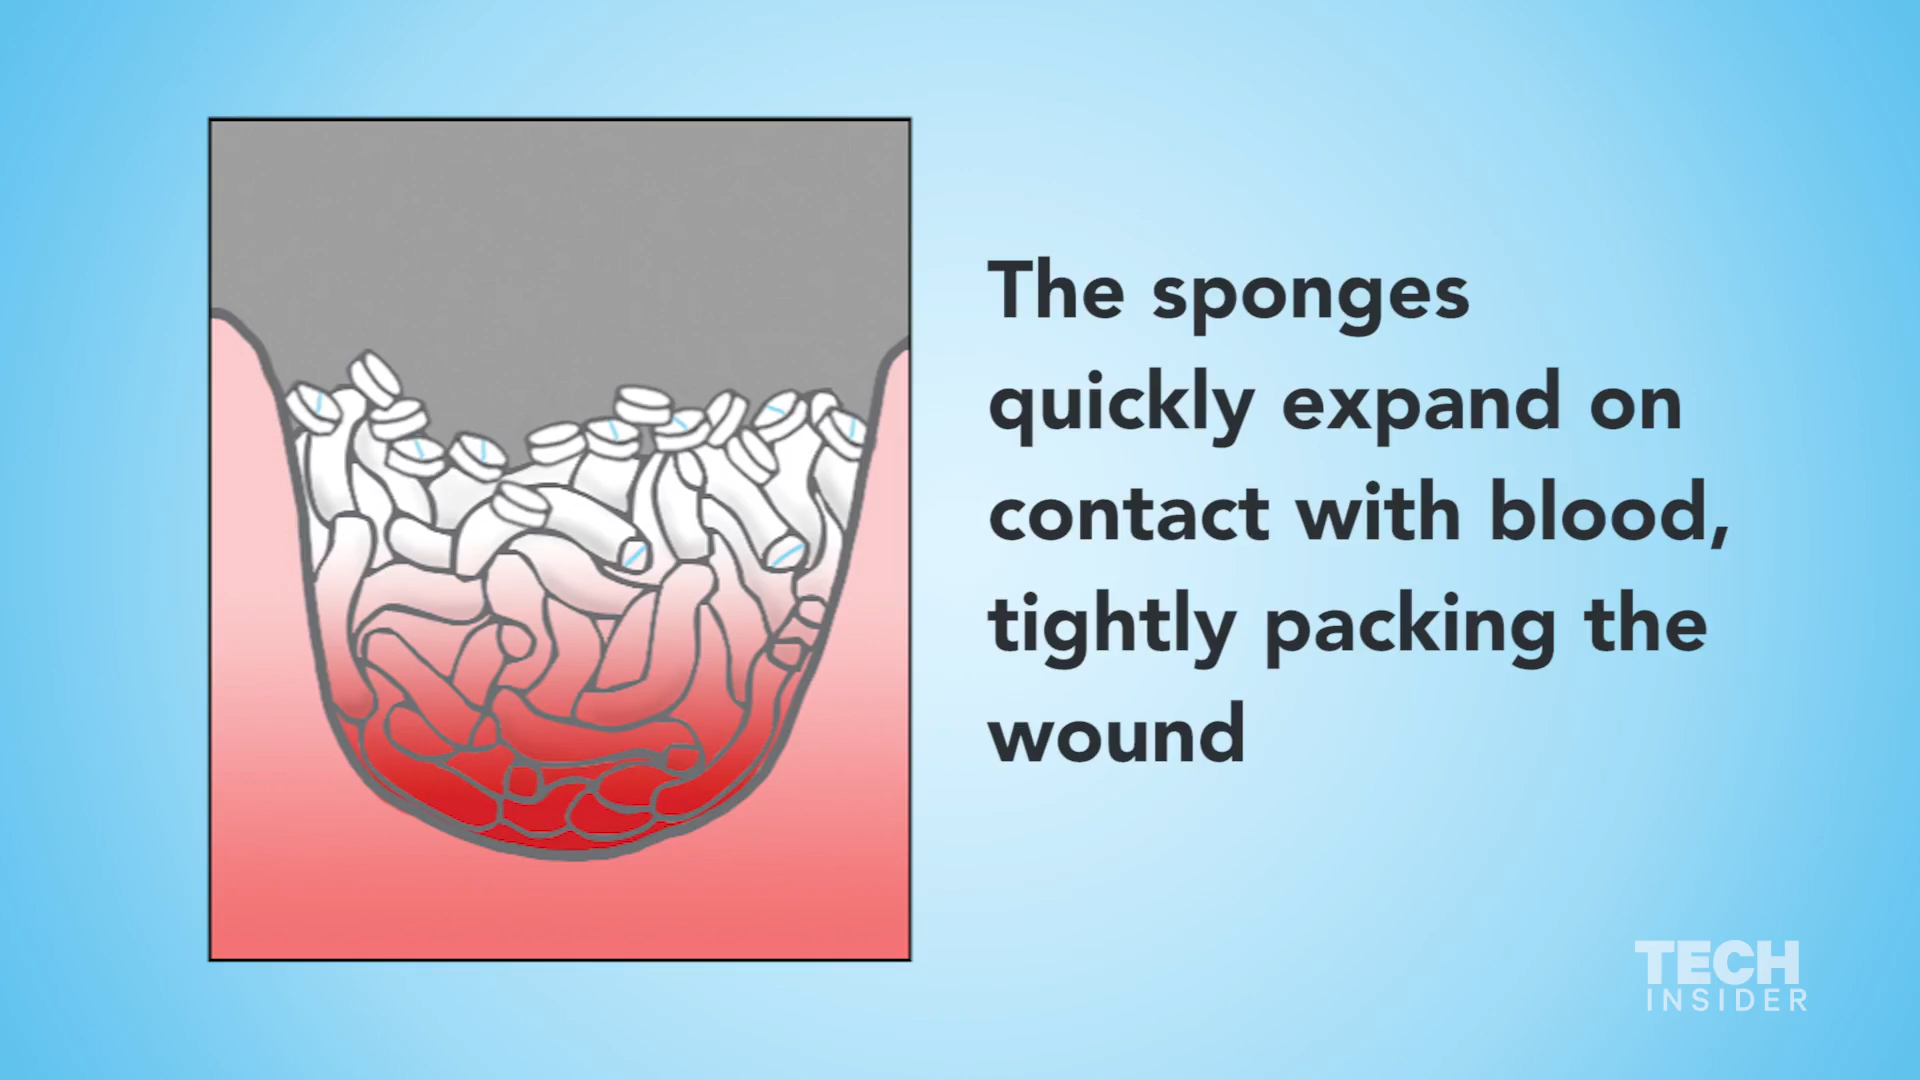 The sponges
quickly expand on
contact with blood,
tightly packing the
wound
TECH
INSIDER